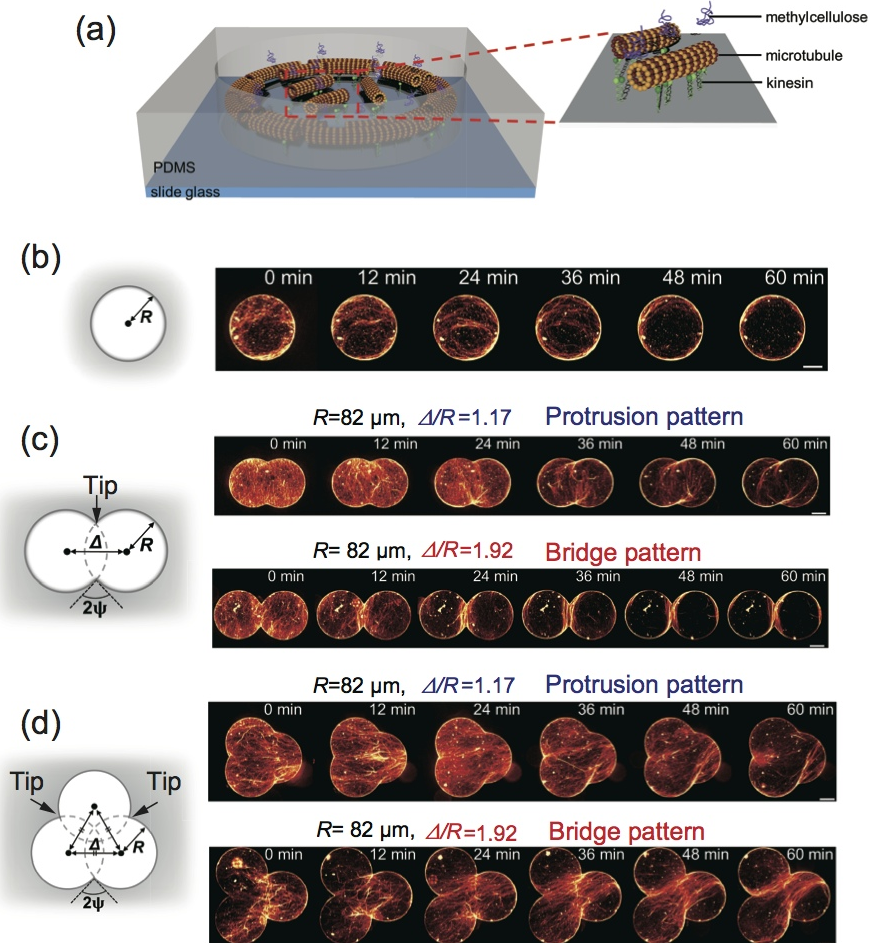 (a)
methylcellulose
microtubule
kinesin
PDMS
slide glass
(b)
R
0 min 12 min 24 min 36 min 48 min 60 min
R=82 μm, Δ/R=1.17 Protrusion pattern
(c)
0 min 12 min 24 min 36 min 48 min 60 min
Tip
Δ R
2ψ
R= 82 μm, Δ/R=1.92 Bridge pattern
0 min 12 min 24 min 36 min 48 min 60 min
R=82 μm, Δ/R=1.17 Protrusion pattern
(d)
0 min 12 min 24 min 36 min 48 min 60 min
Tip Tip
Δ R
2ψ
R= 82 μm, Δ/R=1.92 Bridge pattern
0 min 12 min 24 min 36 min 48 min 60 min